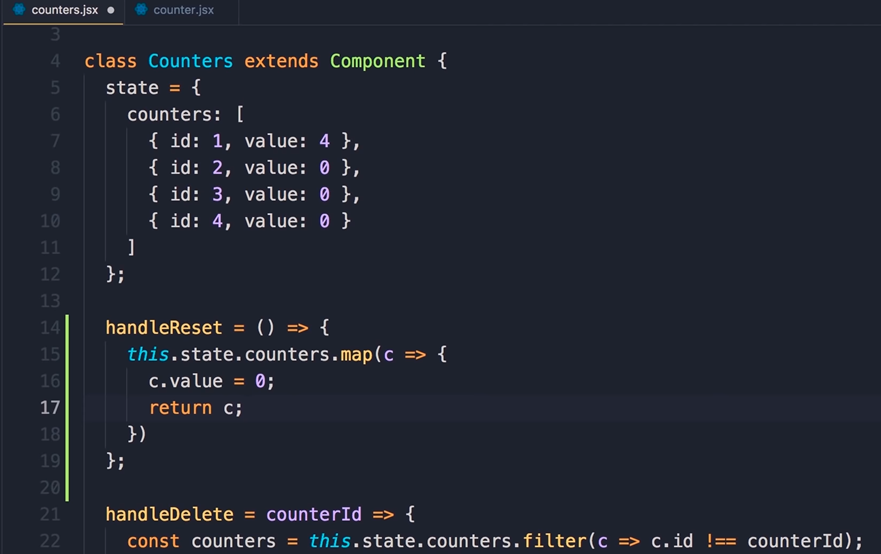 counters.jsx ● counter.jsx
3
4 class Counters extends Component {
5 state = {
6 counters: [
7 { id: 1, value: 4 },
8 { id: 2, value: 0 },
9 { id: 3, value: 0 },
10 { id: 4, value: 0 }
11 ]
12 };
13
14 handleReset = () => {
15 this.state.counters.map(c => {
16 c.value = 0;
17 return c;
18 })
19 };
20
21 handleDelete = counterId => {
22 const counters = this.state.counters.filter(c => c.id !== counterId);